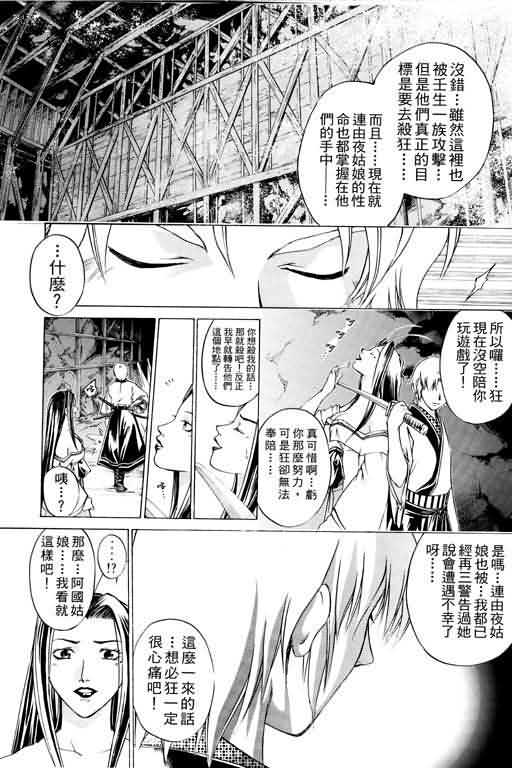 沒錯…雖然這裡也
被壬生一族攻擊…
但是他們真正的目
標是要去殺狂……
而且……現在就
連由夜姑娘的性
命也都掌握在他
們的手中——
…什麼?
所以囉……狂
現在沒空陪你
玩遊戲了!
真可惜啊…虧
你那麼努力,
可是狂卻無法
奉陪……
你想殺我的話…
那就殺吧!反正
我早就轉告他們
這個地點了……
咦…?
是嗎…連由夜姑
娘也被…我都已
經再三警告過她
說會遭遇不幸了
呀…
這麼一來的話
…想必狂一定
很心痛吧!
……!?
那麼…阿國姑
娘……我看就
這樣吧!